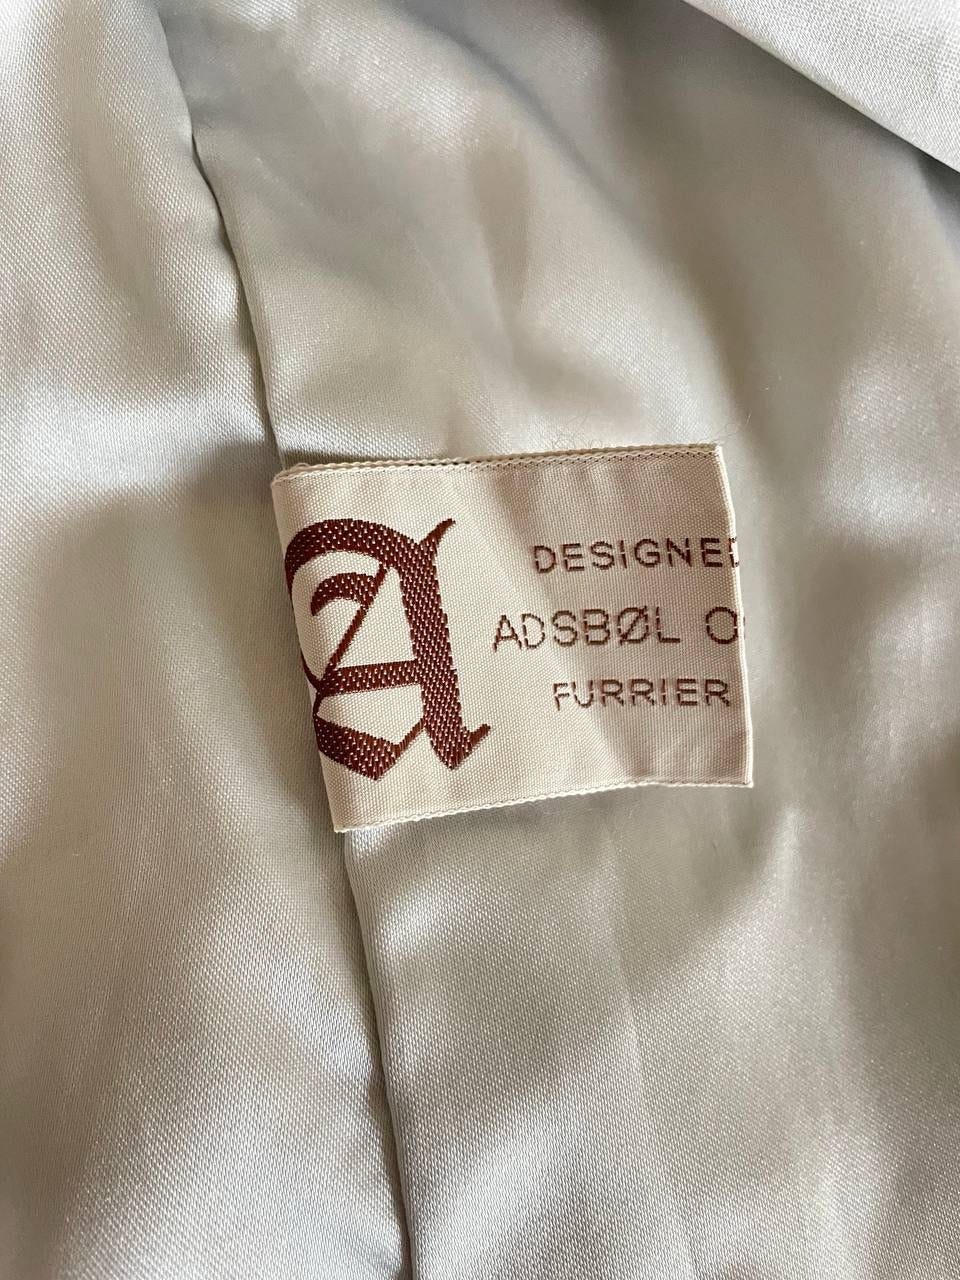 A
DESIGNED
ADSBØL O
FURRIER